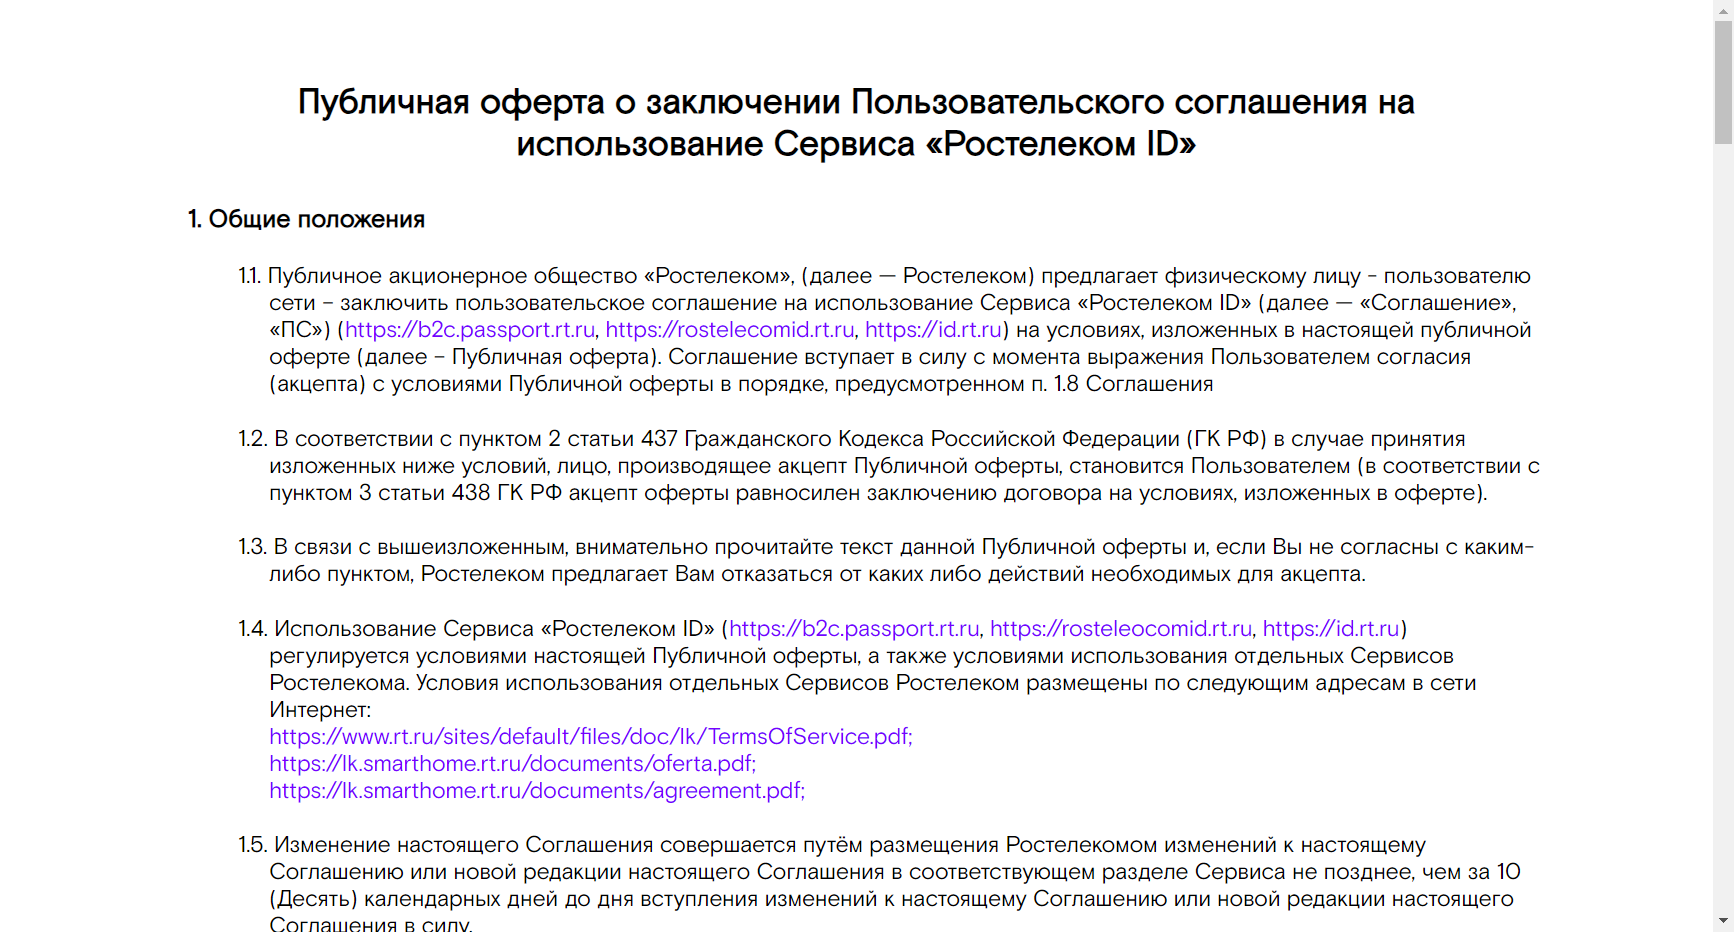 Публичная оферта о заключении Пользовательского соглашения на
использование Сервиса «Ростелеком ID»
1. Общие положения
1.1. Публичное акционерное общество «Ростелеком», (далее — Ростелеком) предлагает физическому лицу - пользователю
сети – заключить пользовательское соглашение на использование Сервиса «Ростелеком ID» (далее — «Соглашение»,
«ПС») (https://b2c.passport.rt.ru, https://rostelecomid.rt.ru, https://id.rt.ru) на условиях, изложенных в настоящей публичной
оферте (далее – Публичная оферта). Соглашение вступает в силу с момента выражения Пользователем согласия
(акцепта) с условиями Публичной оферты в порядке, предусмотренном п. 1.8 Соглашения
1.2. В соответствии с пунктом 2 статьи 437 Гражданского Кодекса Российской Федерации (ГК РФ) в случае принятия
изложенных ниже условий, лицо, производящее акцепт Публичной оферты, становится Пользователем (в соответствии с
пунктом 3 статьи 438 ГК РФ акцепт оферты равносилен заключению договора на условиях, изложенных в оферте).
1.3. В связи с вышеизложенным, внимательно прочитайте текст данной Публичной оферты и, если Вы не согласны с каким-
либо пунктом, Ростелеком предлагает Вам отказаться от каких либо действий необходимых для акцепта.
1.4. Использование Сервиса «Ростелеком ID» (https://b2c.passport.rt.ru, https://rosteleocomid.rt.ru, https://id.rt.ru)
регулируется условиями настоящей Публичной оферты, а также условиями использования отдельных Сервисов
Ростелекома. Условия использования отдельных Сервисов Ростелеком размещены по следующим адресам в сети
Интернет:
https://www.rt.ru/sites/default/files/doc/lk/TermsOfService.pdf;
https://lk.smarthome.rt.ru/documents/oferta.pdf;
https://lk.smarthome.rt.ru/documents/agreement.pdf;
1.5. Изменение настоящего Соглашения совершается путём размещения Ростелекомом изменений к настоящему
Соглашению или новой редакции настоящего Соглашения в соответствующем разделе Сервиса не позднее, чем за 10
(Десять) календарных дней до дня вступления изменений к настоящему Соглашению или новой редакции настоящего
Соглашения в силу.